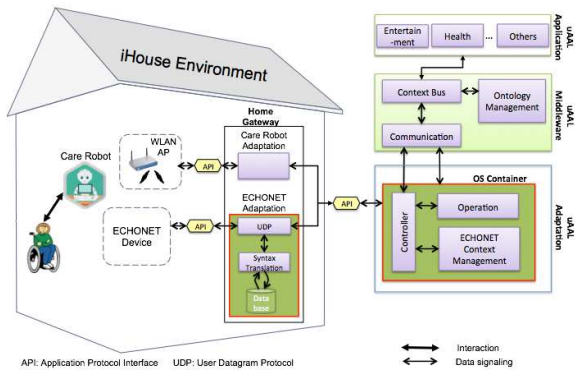 iHouse Environment
Home
Gateway
Care Robot
Adaptation
WLAN
AP
API
Care Robot
ECHONET
Device
API
ECHONET
Adaptation
UDP
Syntax
Translation
Data
base
API
Entertain
-ment
Health
...
Others
uAAL
Application
Context Bus
Ontology
Management
Communication
uAAL
Middleware
OS Container
Controller
Operation
ECHONET
Context
Management
uAAL
Adaptation
Interaction
Data signaling
API: Application Protocol Interface
UDP: User Datagram Protocol